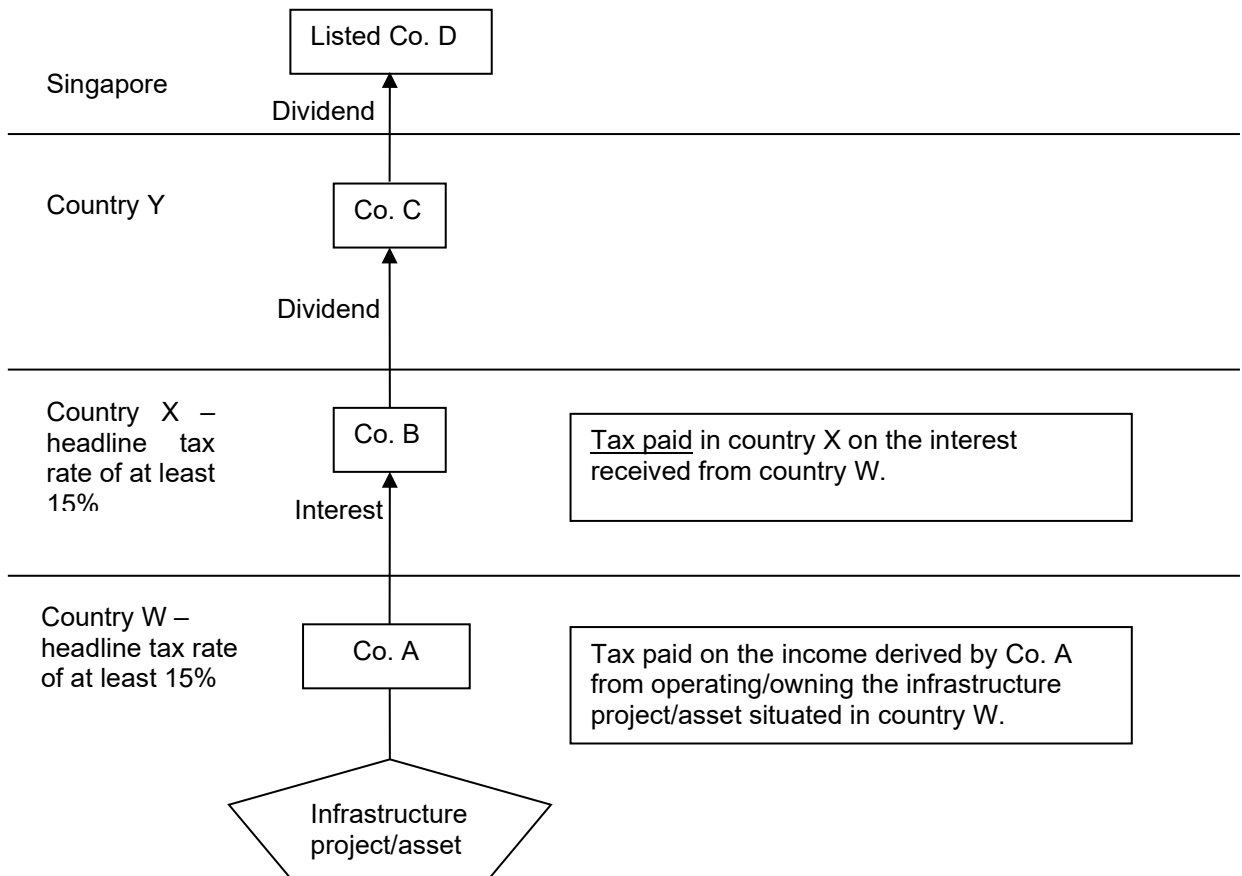 Listed Co. D
Singapore
Dividend
Country Y
Co. C
Dividend
Country X –
headline tax
rate of at least
15%
Co. B
Tax paid in country X on the interest
received from country W.
Interest
Country W –
headline tax rate
of at least 15%
Co. A
Tax paid on the income derived by Co. A
from operating/owning the infrastructure
project/asset situated in country W.
Infrastructure
project/asset